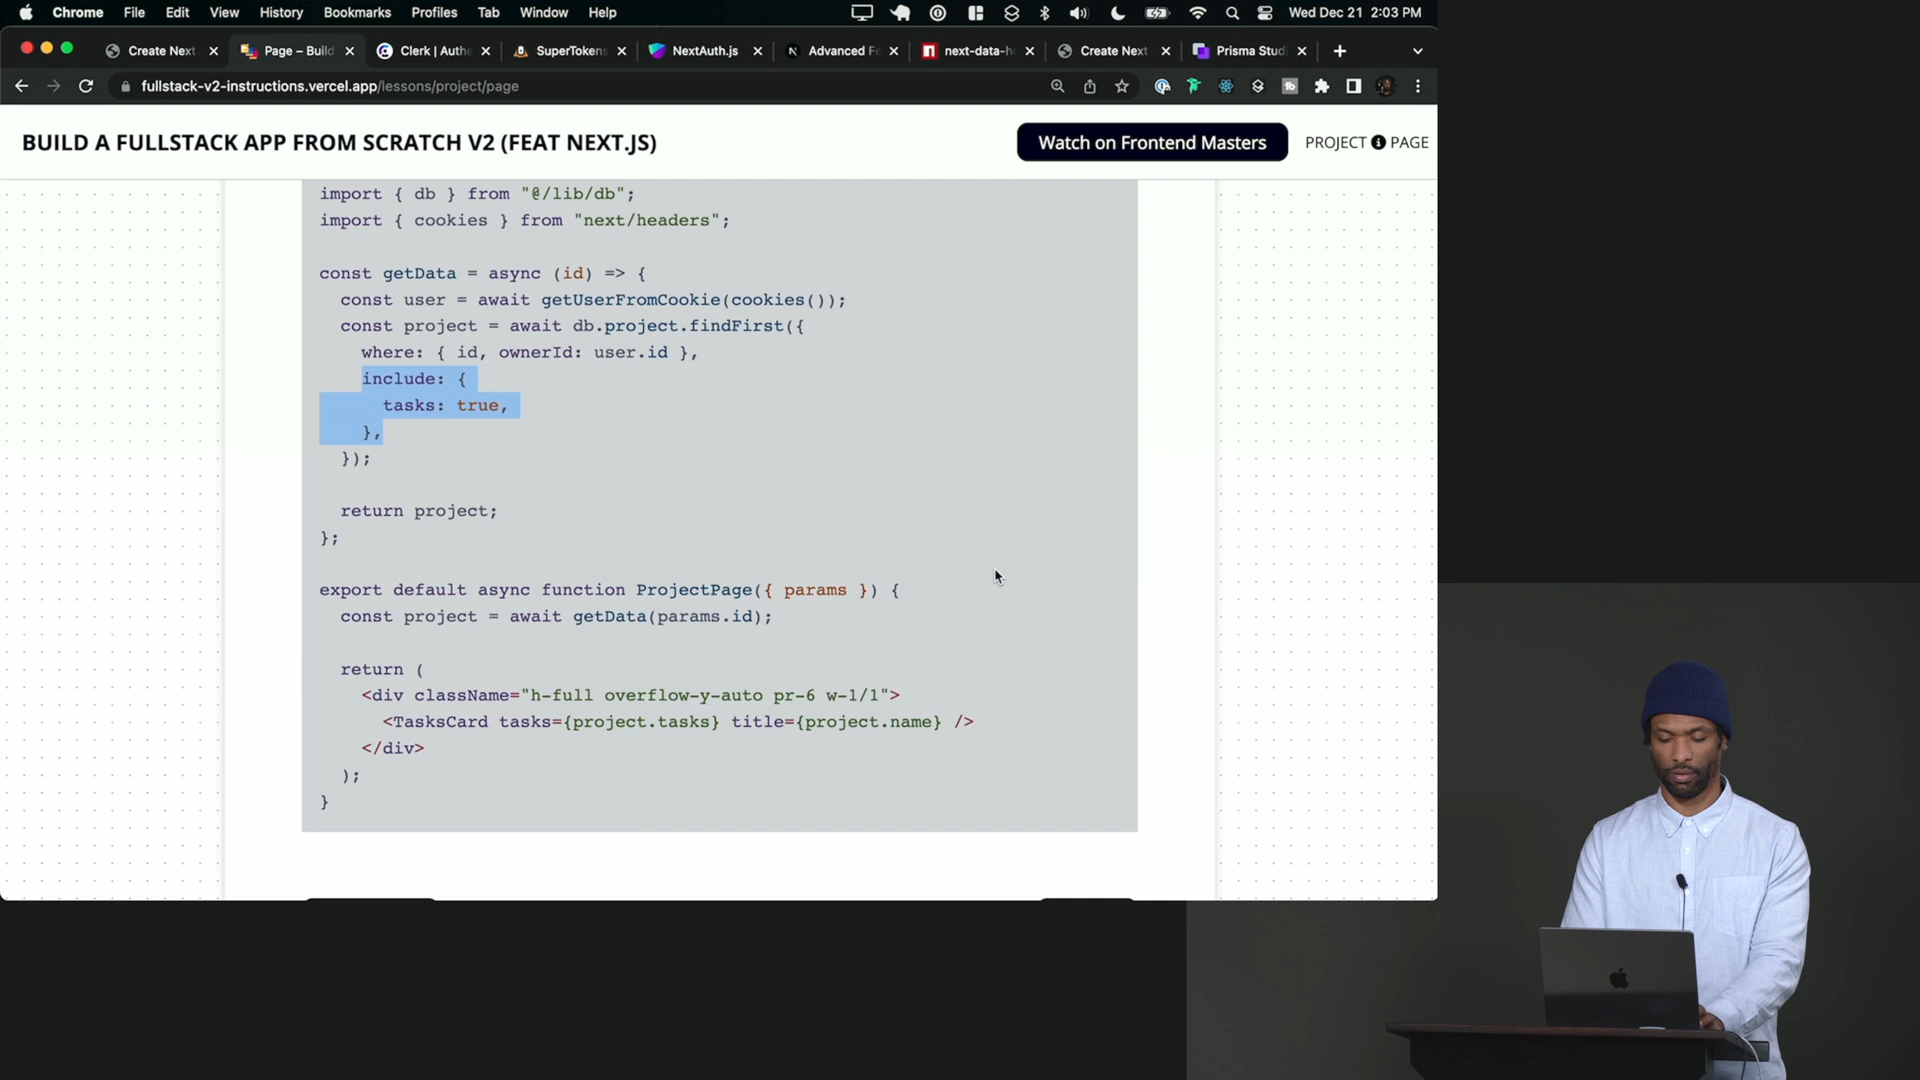 Chrome File Edit View History Bookmarks Profiles Tab Window Help Wed Dec 21 2:03 PM
Create Next Page – Build Clerk | Authe SuperTokens NextAuth.js Advanced Fe next-data-ho Create Next Prisma Studi
fullstack-v2-instructions.vercel.app/lessons/project/page
BUILD A FULLSTACK APP FROM SCRATCH V2 (FEAT NEXT.JS) Watch on Frontend Masters PROJECT PAGE
import { db } from "@/lib/db";
import { cookies } from "next/headers";
const getData = async (id) => {
const user = await getUserFromCookie(cookies());
const project = await db.project.findFirst({
where: { id, ownerId: user.id },
include: {
tasks: true,
},
});
return project;
};
export default async function ProjectPage({ params }) {
const project = await getData(params.id);
return (
<div className="h-full overflow-y-auto pr-6 w-1/1">
<TasksCard tasks={project.tasks} title={project.name} />
</div>
);
}